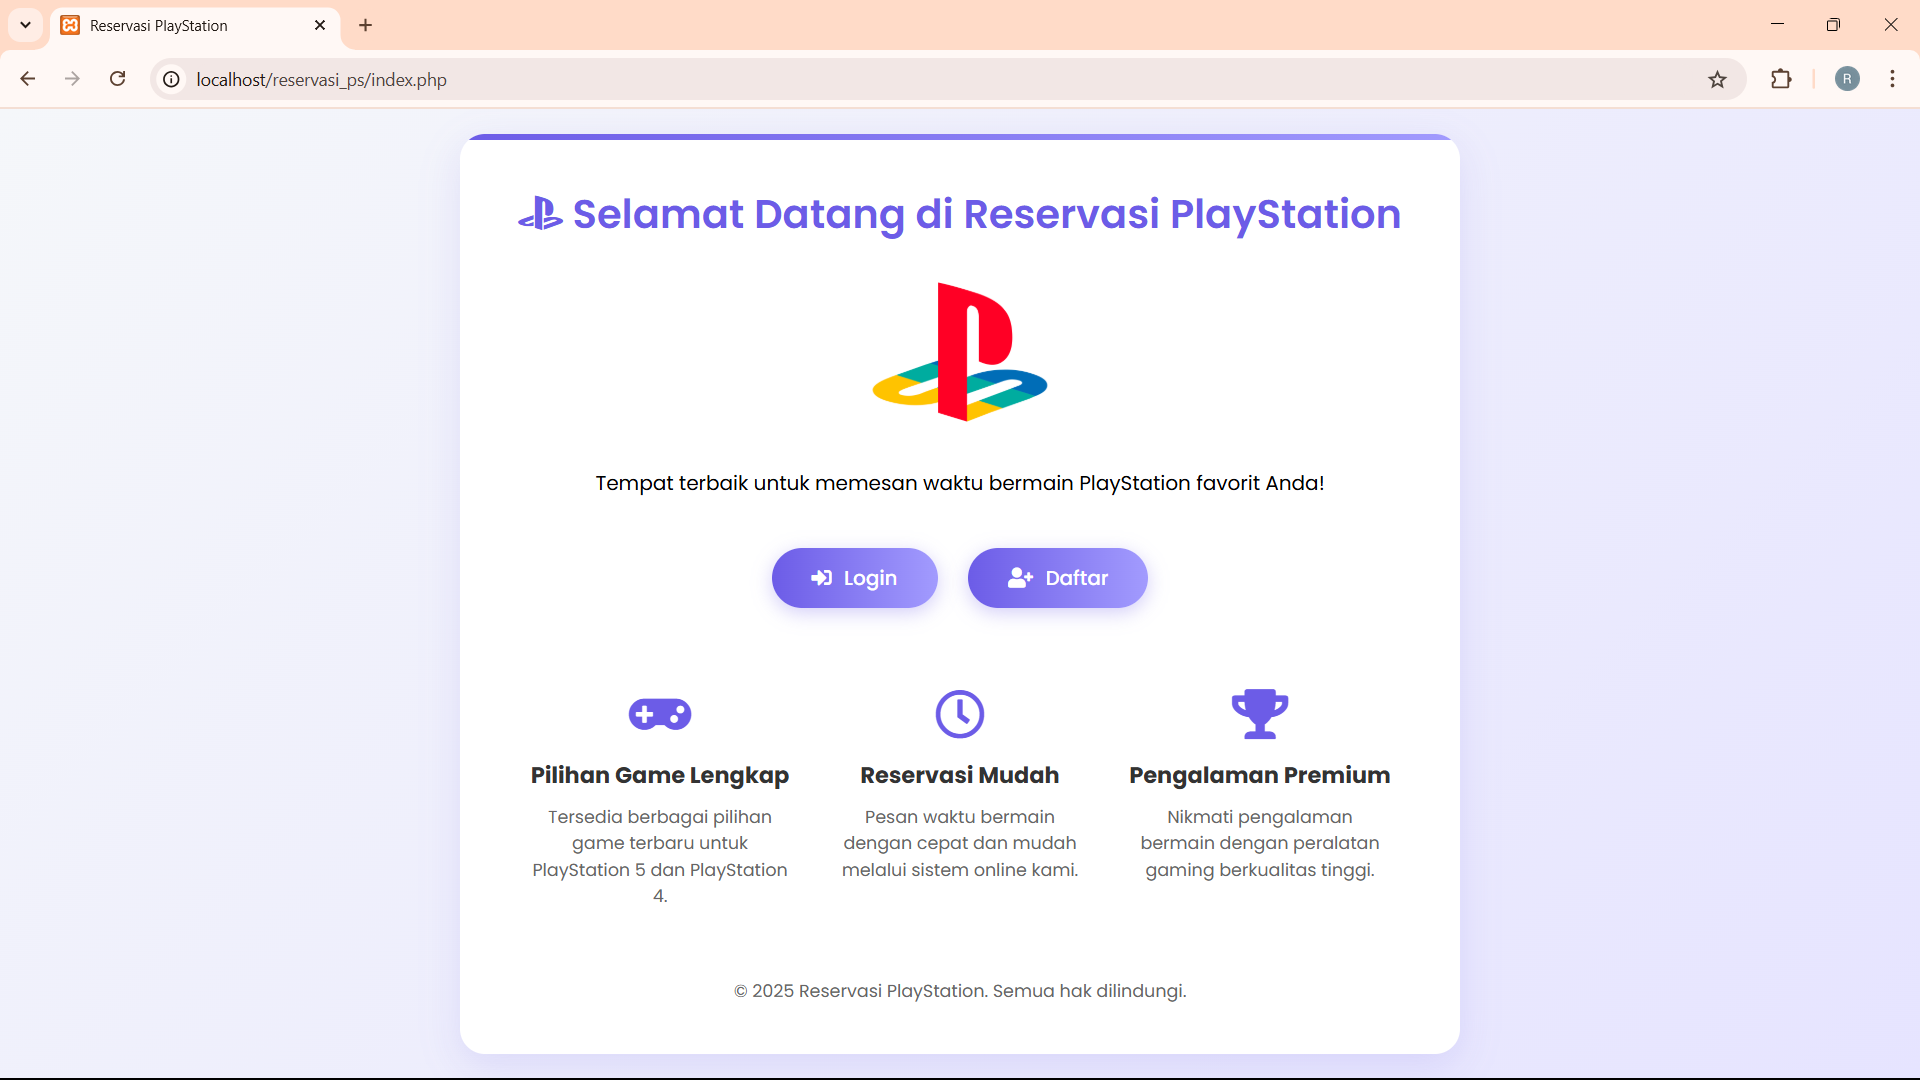 Reservasi PlayStation
localhost/reservasi_ps/index.php
R
Selamat Datang di Reservasi PlayStation
Tempat terbaik untuk memesan waktu bermain PlayStation favorit Anda!
Login
Daftar
Pilihan Game Lengkap
Tersedia berbagai pilihan
game terbaru untuk
PlayStation 5 dan PlayStation
4.
Reservasi Mudah
Pesan waktu bermain
dengan cepat dan mudah
melalui sistem online kami.
Pengalaman Premium
Nikmati pengalaman
bermain dengan peralatan
gaming berkualitas tinggi.
© 2025 Reservasi PlayStation. Semua hak dilindungi.